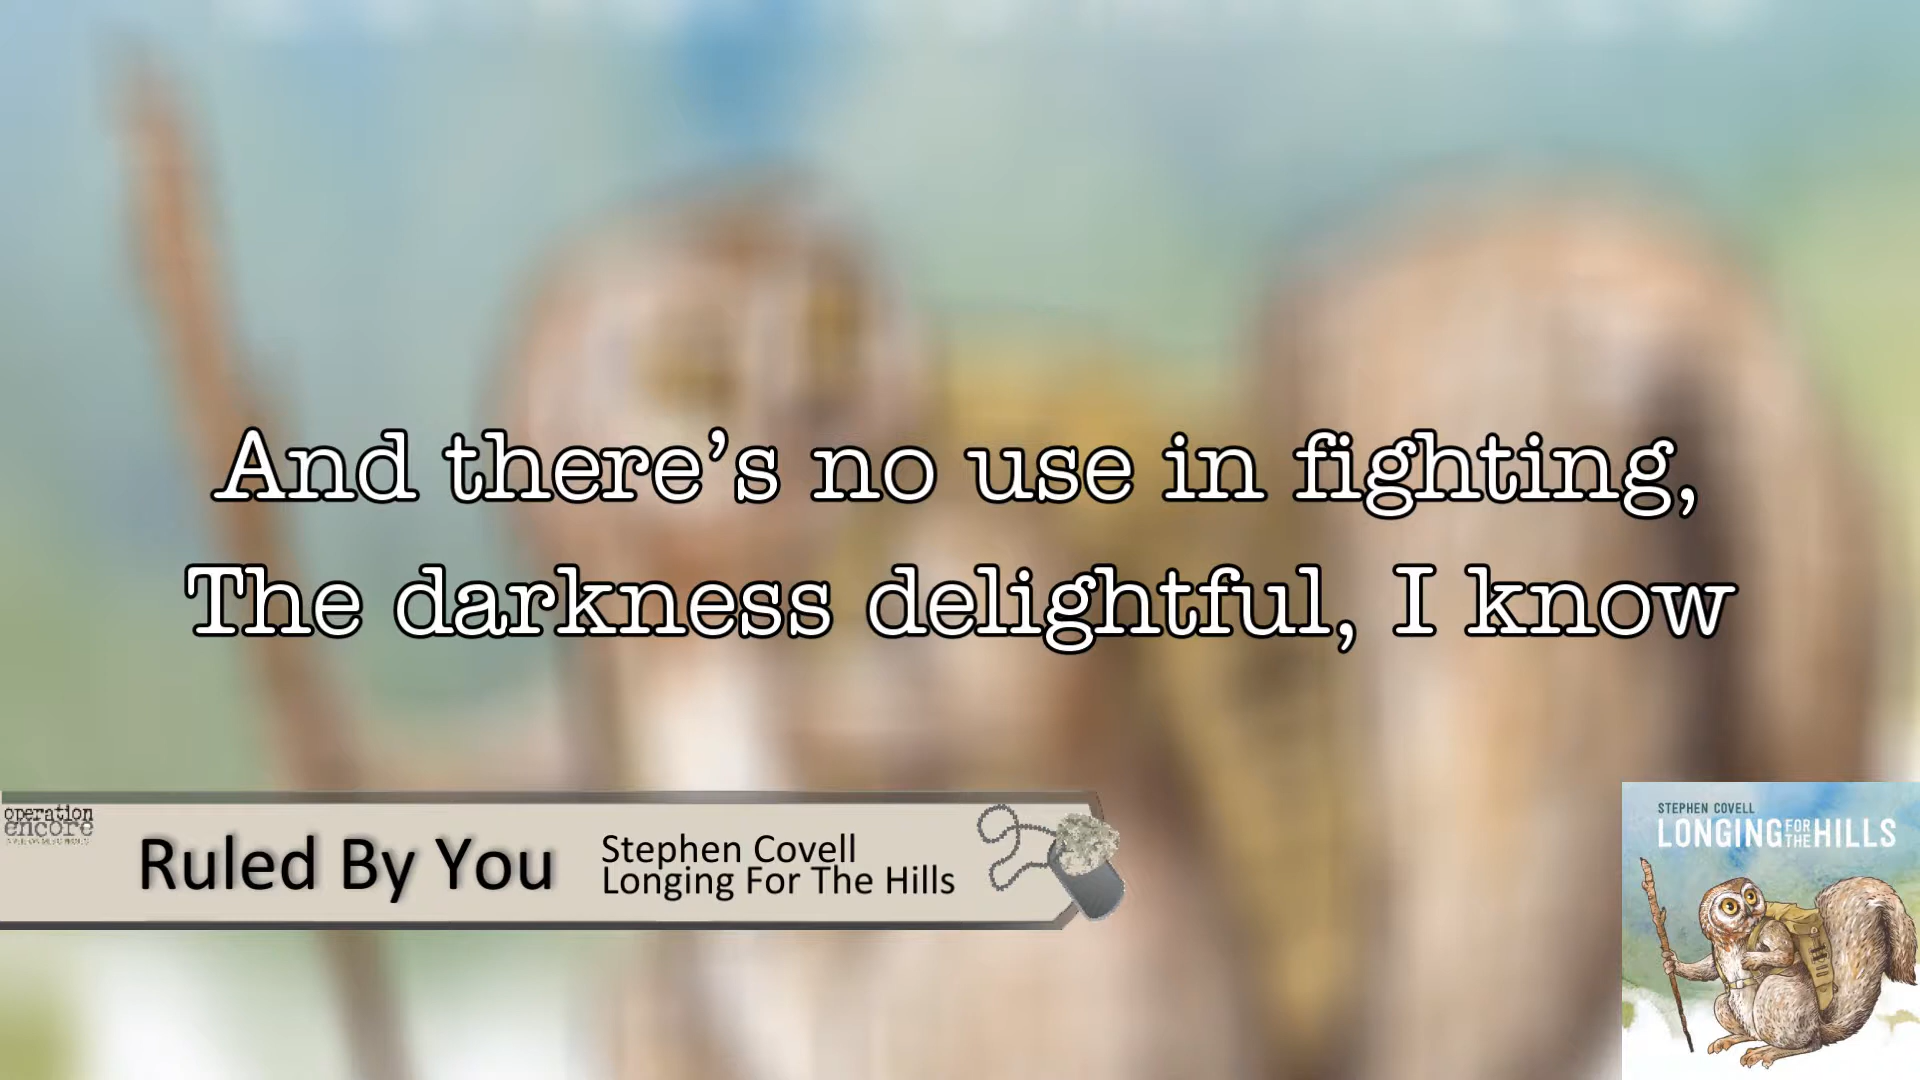 And there’s no use in fighting,
The darkness delightful, I know
operation
encore
Ruled By You
Stephen Covell
Longing For The Hills
STEPHEN COVELL
LONGING FOR THE HILLS